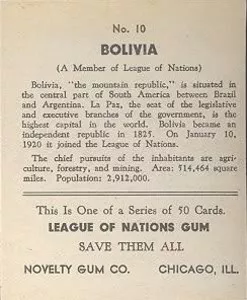 No. 10
BOLIVIA
(A Member of League of Nations)
Bolivia, "the mountain republic," is situated
in the central part of South America between Brazil
and Argentina. La Paz, the seat of the legislative
and executive branches of the government, is the
highest capital in the world. Bolivia became an
independent republic in 1825. On January 10,
1920 it joined the League of Nations.
The chief pursuits of the inhabitants are agri-
culture, forestry, and mining. Area: 514,464 square
miles. Population: 2,912,000.
This Is One of a Series of 50 Cards.
LEAGUE OF NATIONS GUM
SAVE THEM ALL
NOVELTY GUM CO. CHICAGO, ILL.